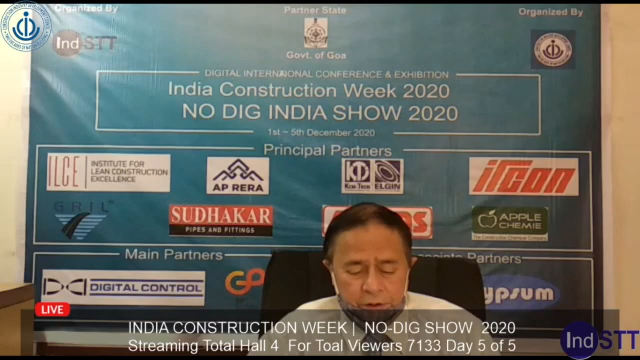 Organized By
Partner State
Organized By
IndSTT
Govt. of Goa
DIGITAL INTERNATIONAL CONFERENCE & EXHIBITION
India Construction Week 2020
NO DIG INDIA SHOW 2020
1st ~ 5th December 2020
Principal Partners
ILCE INSTITUTE FOR
LEAN CONSTRUCTION
EXCELLENCE
AP RERA
KOB-TECH
ELGIN
ircon
GRIL
SUDHAKAR
PIPES AND FITTINGS
APPLE
CHEMIE
Main Partners
Partners
DIGITAL CONTROL
LIVE
INDIA CONSTRUCTION WEEK | NO-DIG SHOW 2020
Streaming Total Hall 4 For Toal Viewers 7133 Day 5 of 5
IndSTT